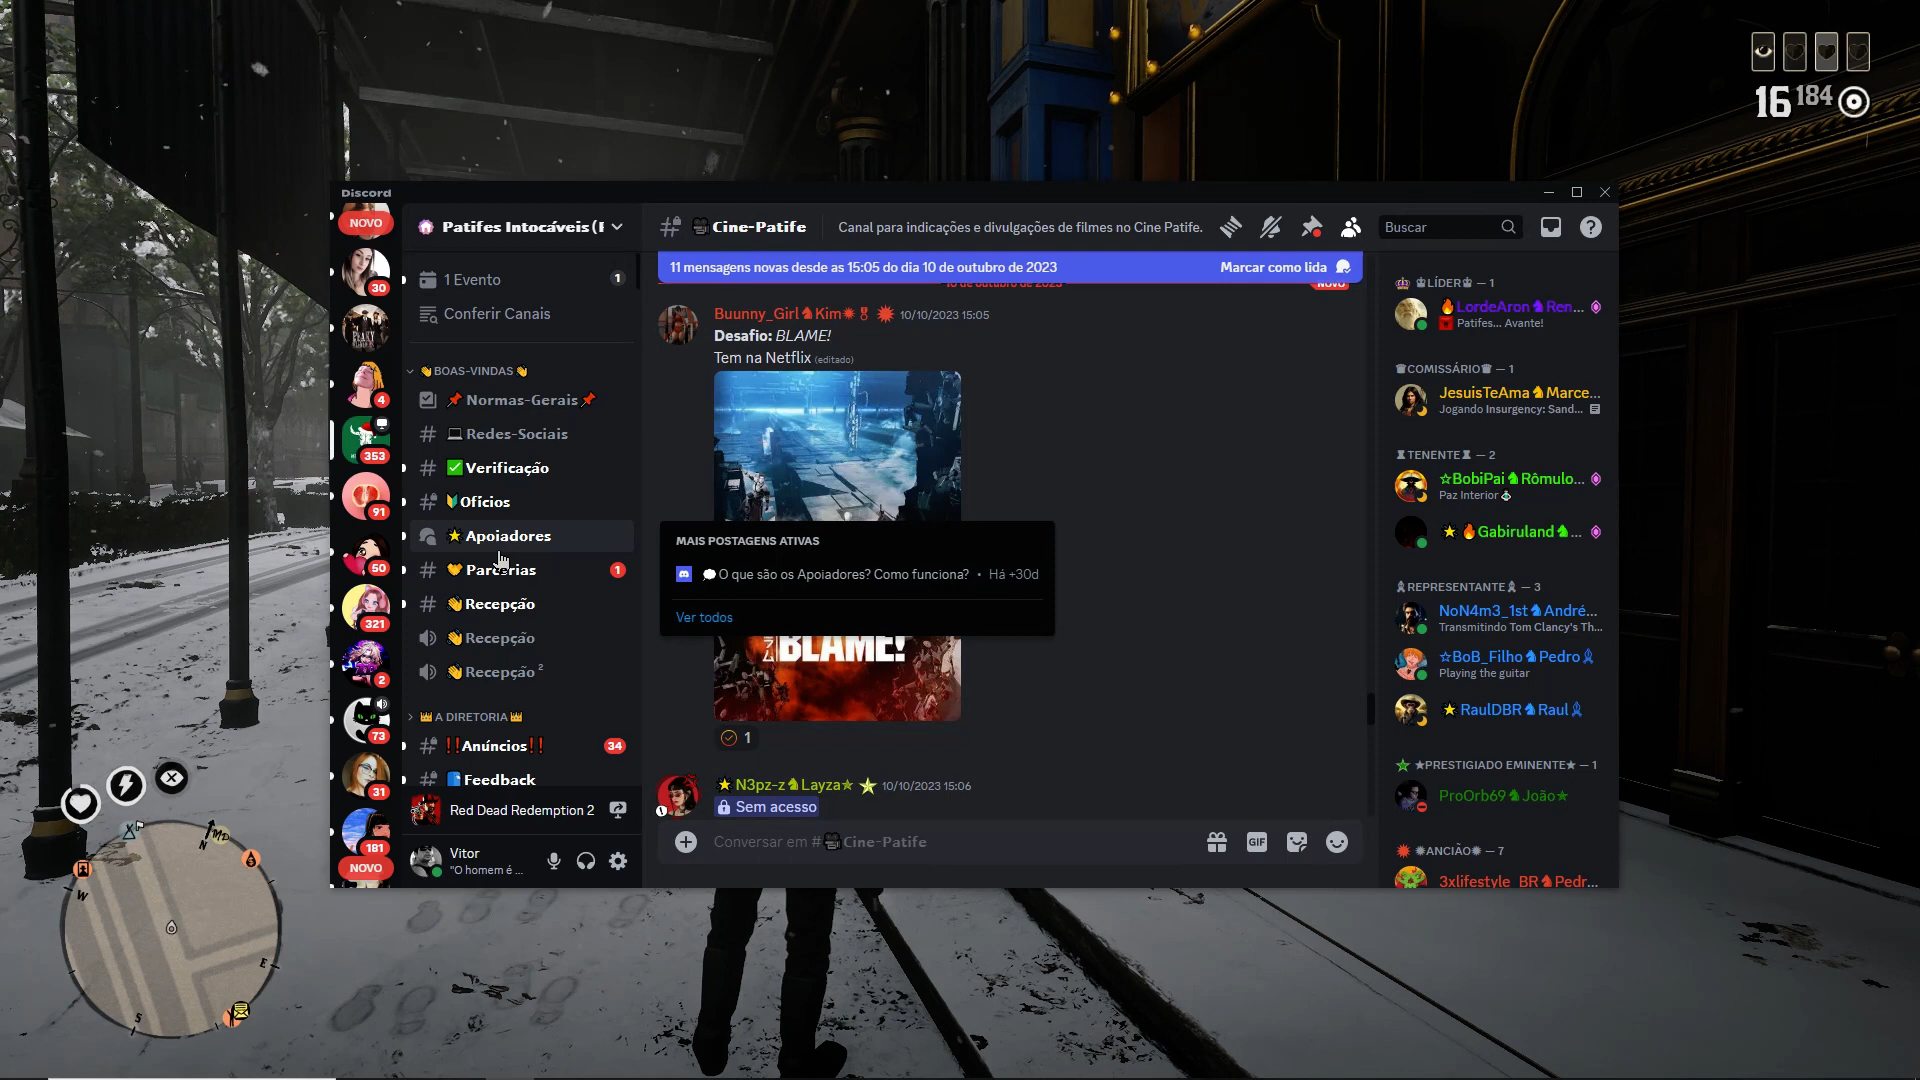 16 184
Discord
NOVO
30
4
353
91
50
321
2
73
31
181
NOVO
Patifes Intocáveis (
1 Evento
1
Conferir Canais
👋BOAS-VINDAS👋
📌Normas-Gerais📌
💻Redes-Sociais
✅Verificação
🔰Ofícios
🌟Apoiadores
🤝Parcerias
1
👋Recepção
👋Recepção
👋Recepção²
👑A DIRETORIA👑
‼️Anúncios‼️
34
📘Feedback
Red Dead Redemption 2
Vitor
"O homem é ...
🎥Cine-Patife
Canal para indicações e divulgações de filmes no Cine Patife.
Buscar
11 mensagens novas desde as 15:05 do dia 10 de outubro de 2023
Marcar como lida
10 de outubro de 2023
NOVO
Buunny_Girl♞Kim✹🎖 10/10/2023 15:05
Desafio: BLAME!
Tem na Netflix (editado)
MAIS POSTAGENS ATIVAS
💭O que são os Apoiadores? Como funciona? • Há +30d
Ver todos
BLAME!
1
🌟N3pz-z♞Layza★ 10/10/2023 15:06
Sem acesso
Conversar em #🎥Cine-Patife
GIF
♚LÍDER♚ — 1
🔥LordeAron♞Ren...
Patifes... Avante!
♛COMISSÁRIO♛ — 1
JesuisTeAma♞Marce...
Jogando Insurgency: Sand...
♜TENENTE♜ — 2
☆BobiPai♞Rômulo...
Paz Interior
🌟🔥Gabiruland♞...
♗REPRESENTANTE♗ — 3
NoN4m3_1st♞André...
Transmitindo Tom Clancy's Th...
☆BoB_Filho♞Pedro♗
Playing the guitar
🌟RaulDBR♞Raul♗
★PRESTIGIADO EMINENTE★ — 1
ProOrb69♞João★
✹ANCIÃO✹ — 7
3xlifestyle_BR♞Pedr...
N
W
E
S